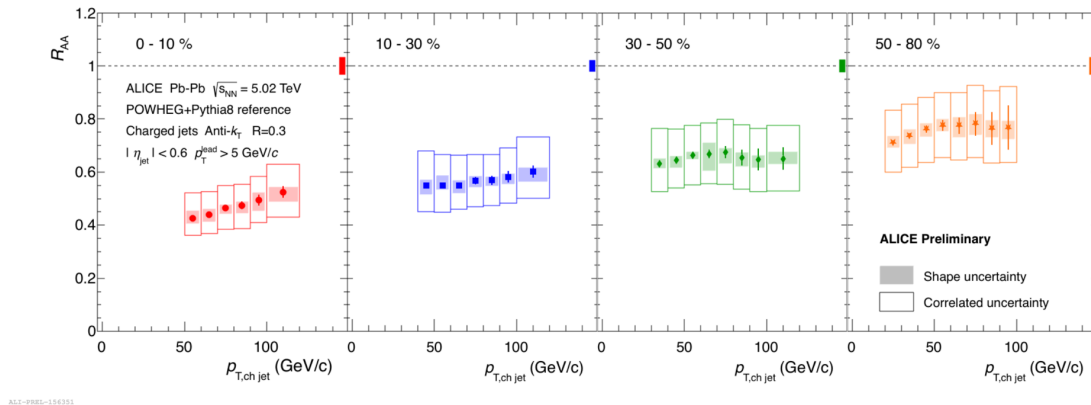 R_AA
1.2
1
0.8
0.6
0.4
0.2
0
0 - 10 %
ALICE Pb-Pb √s_NN = 5.02 TeV
POWHEG+Pythia8 reference
Charged jets Anti-k_T R=0.3
| η_jet | < 0.6 p_T^lead > 5 GeV/c
0 50 100
p_T,ch jet (GeV/c)
10 - 30 %
0 50 100
p_T,ch jet (GeV/c)
30 - 50 %
0 50 100
p_T,ch jet (GeV/c)
50 - 80 %
ALICE Preliminary
Shape uncertainty
Correlated uncertainty
0 50 100
p_T,ch jet (GeV/c)
ALI-PREL-156351